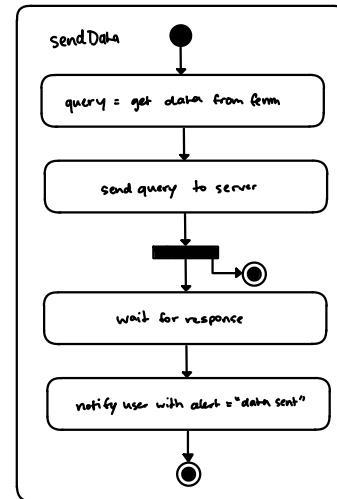 sendData
query = get data from form
send query to server
wait for response
notify user with alert = "data sent"